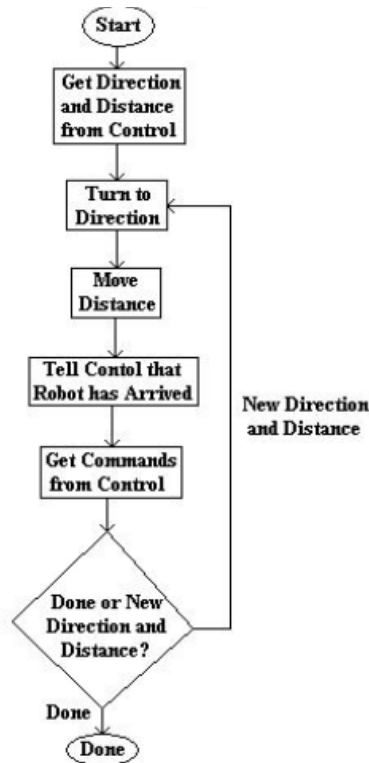 Start
Get Direction
and Distance
from Control
Turn to
Direction
Move
Distance
Tell Contol that
Robot has Arrived
New Direction
and Distance
Get Commands
from Control
Done or New
Direction and
Distance?
Done
Done